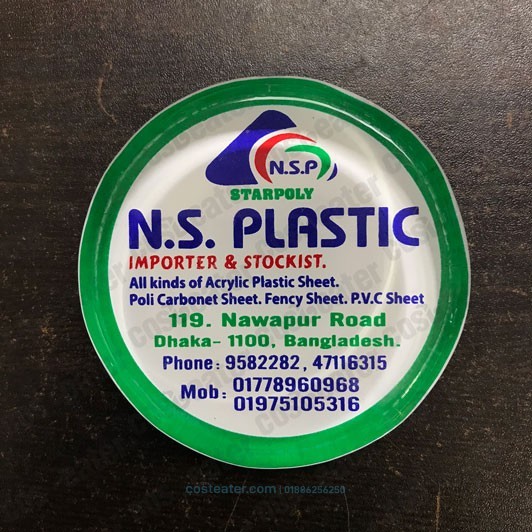 N.S.P
STARPOLY
N.S. PLASTIC
IMPORTER & STOCKIST.
All kinds of Acrylic Plastic Sheet.
Poli Carbonet Sheet. Fency Sheet. P.V.C Sheet
119. Nawapur Road
Dhaka- 1100, Bangladesh.
Phone: 9582282, 47116315
Mob: 01778960968
01975105316
costeater.com | 01886256250